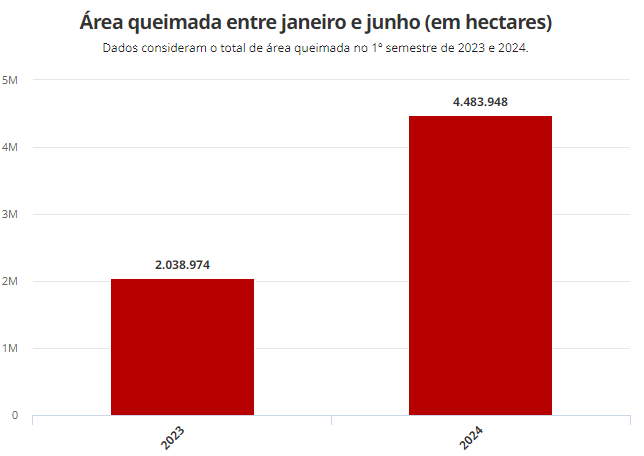 Área queimada entre janeiro e junho (em hectares)
Dados consideram o total de área queimada no 1º semestre de 2023 e 2024.
5M
4.483.948
4M
3M
2.038.974
2M
1M
0
2023
2024